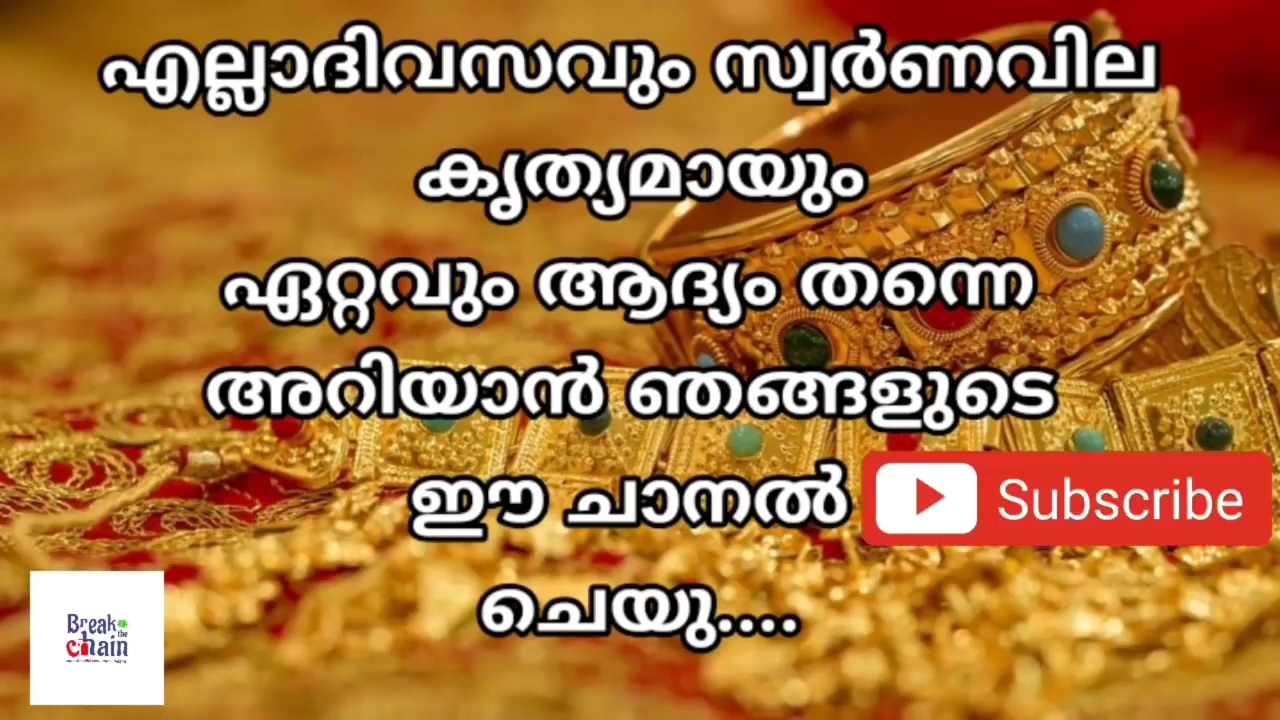 എല്ലാദിവസവും സ്വർണവില
കൃത്യമായും
ഏറ്റവും ആദ്യം തന്നെ
അറിയാൻ ഞങ്ങളുടെ
ഈ ചാനൽ Subscribe
ചെയു....
Break
the
chain